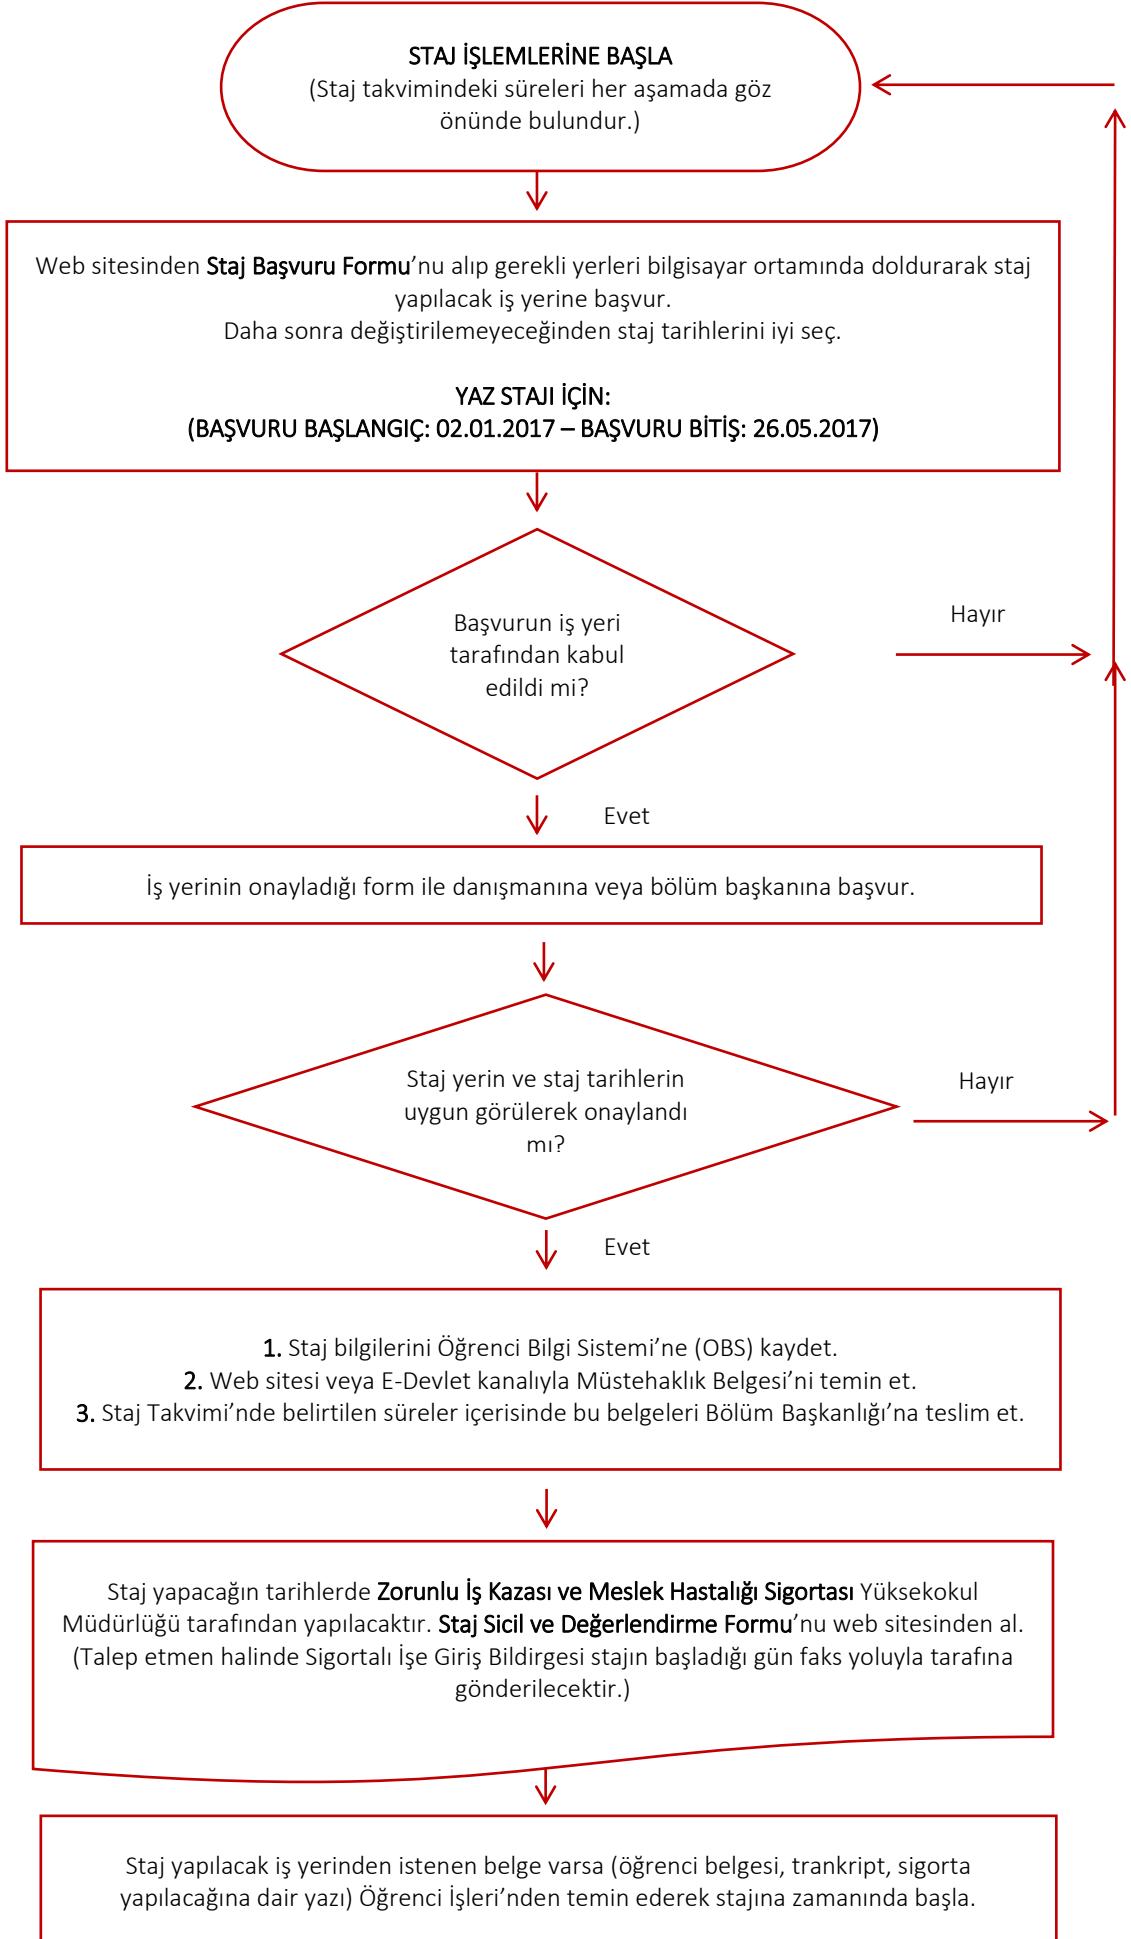 STAJ İŞLEMLERİNE BAŞLA
(Staj takvimindeki süreleri her aşamada göz
önünde bulundur.)
Web sitesinden Staj Başvuru Formu’nu alıp gerekli yerleri bilgisayar ortamında doldurarak staj
yapılacak iş yerine başvur.
Daha sonra değiştirilemeyeceğinden staj tarihlerini iyi seç.
YAZ STAJI İÇİN:
(BAŞVURU BAŞLANGIÇ: 02.01.2017 – BAŞVURU BİTİŞ: 26.05.2017)
Başvurun iş yeri
tarafından kabul
edildi mi?
Hayır
Evet
İş yerinin onayladığı form ile danışmanına veya bölüm başkanına başvur.
Staj yerin ve staj tarihlerin
uygun görülerek onaylandı
mı?
Hayır
Evet
1. Staj bilgilerini Öğrenci Bilgi Sistemi’ne (OBS) kaydet.
2. Web sitesi veya E-Devlet kanalıyla Müstehaklık Belgesi’ni temin et.
3. Staj Takvimi’nde belirtilen süreler içerisinde bu belgeleri Bölüm Başkanlığı’na teslim et.
Staj yapacağın tarihlerde Zorunlu İş Kazası ve Meslek Hastalığı Sigortası Yüksekokul
Müdürlüğü tarafından yapılacaktır. Staj Sicil ve Değerlendirme Formu’nu web sitesinden al.
(Talep etmen halinde Sigortalı İşe Giriş Bildirgesi stajın başladığı gün faks yoluyla tarafına
gönderilecektir.)
Staj yapılacak iş yerinden istenen belge varsa (öğrenci belgesi, trankript, sigorta
yapılacağına dair yazı) Öğrenci İşleri’nden temin ederek stajına zamanında başla.